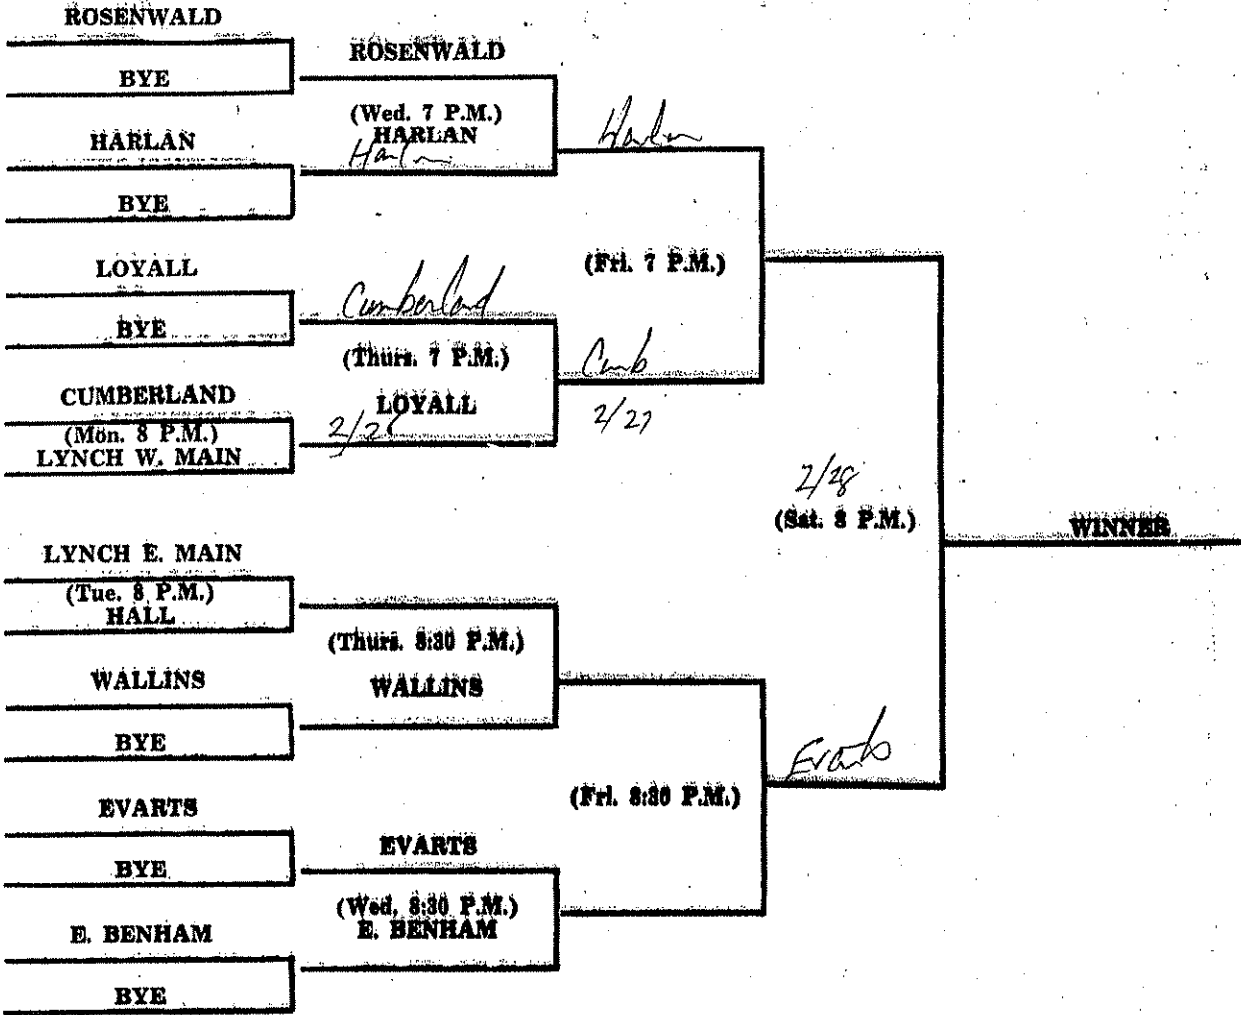 ROSENWALD
BYE
HARLAN
BYE
LOYALL
BYE
CUMBERLAND
(Mon. 8 P.M.)
LYNCH W. MAIN
LYNCH E. MAIN
(Tue. 8 P.M.)
HALL
WALLINS
BYE
EVARTS
BYE
E. BENHAM
BYE
ROSENWALD
(Wed. 7 P.M.)
HARLAN
Harlan
Cumberland
(Thurs. 7 P.M.)
LOYALL
(Thurs. 8:30 P.M.)
WALLINS
EVARTS
(Wed. 8:30 P.M.)
E. BENHAM
Harlan
(Fri. 7 P.M.)
Cumb
2/27
(Fri. 8:30 P.M.)
2/28
(Sat. 8 P.M.)
Evarts
WINNER